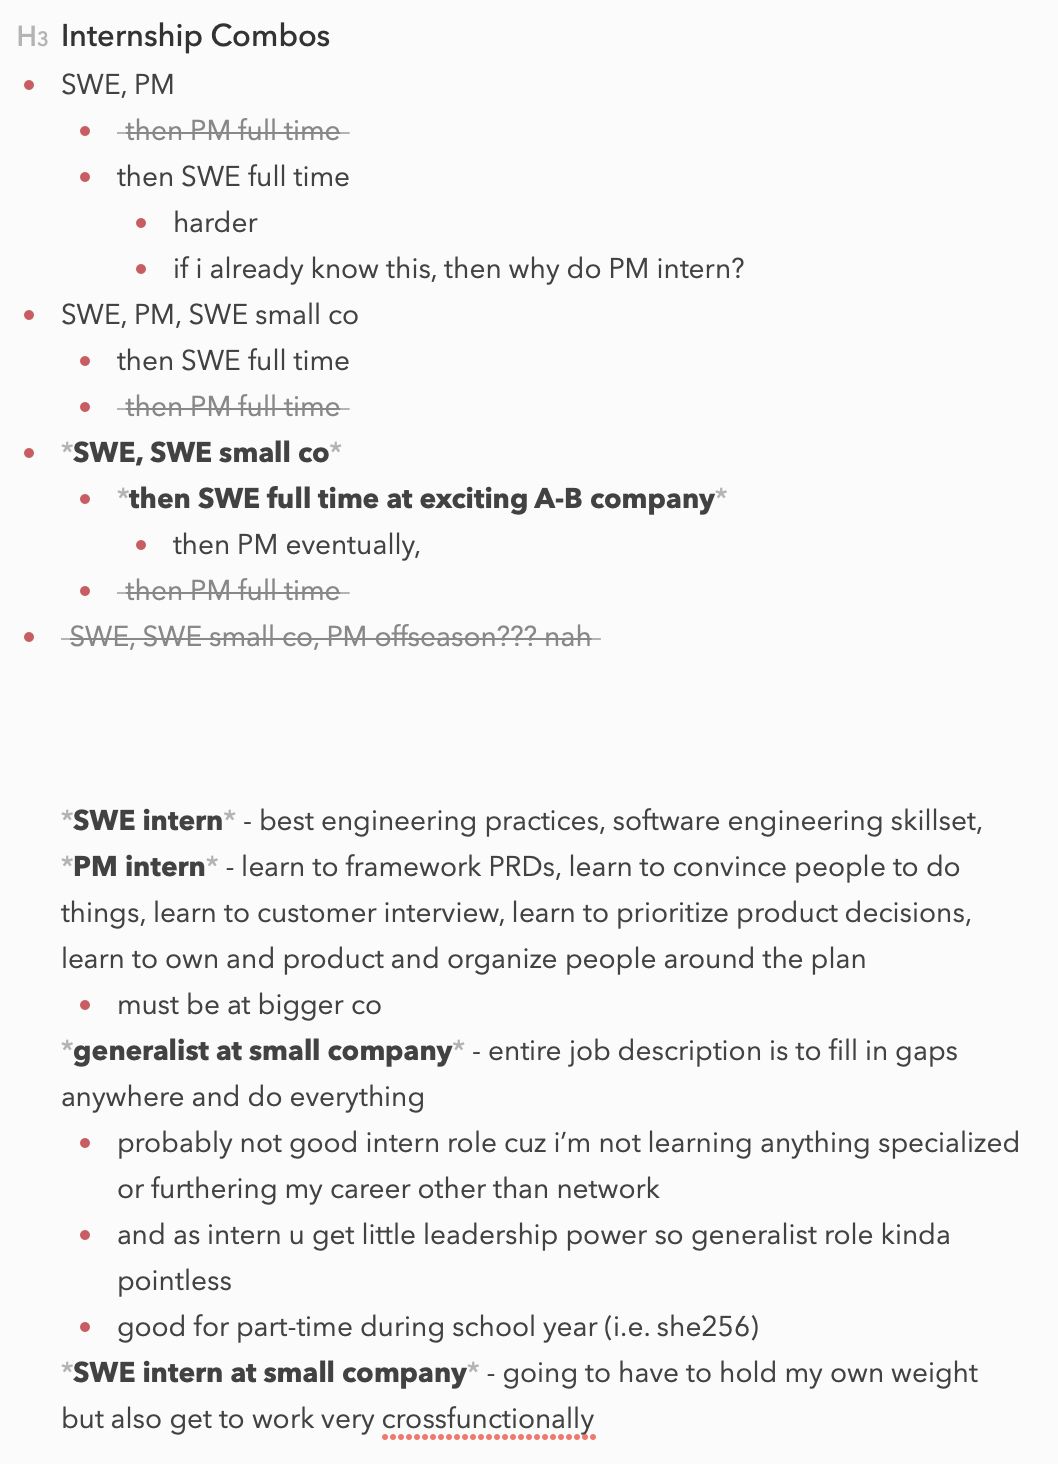 H3 Internship Combos
SWE, PM
then PM full time
then SWE full time
harder
if i already know this, then why do PM intern?
SWE, PM, SWE small co
then SWE full time
then PM full time
*SWE, SWE small co*
*then SWE full time at exciting A-B company*
then PM eventually,
then PM full time
SWE, SWE small co, PM offseason??? nah
*SWE intern* - best engineering practices, software engineering skillset,
*PM intern* - learn to framework PRDs, learn to convince people to do
things, learn to customer interview, learn to prioritize product decisions,
learn to own and product and organize people around the plan
must be at bigger co
*generalist at small company* - entire job description is to fill in gaps
anywhere and do everything
probably not good intern role cuz i’m not learning anything specialized
or furthering my career other than network
and as intern u get little leadership power so generalist role kinda
pointless
good for part-time during school year (i.e. she256)
*SWE intern at small company* - going to have to hold my own weight
but also get to work very crossfunctionally